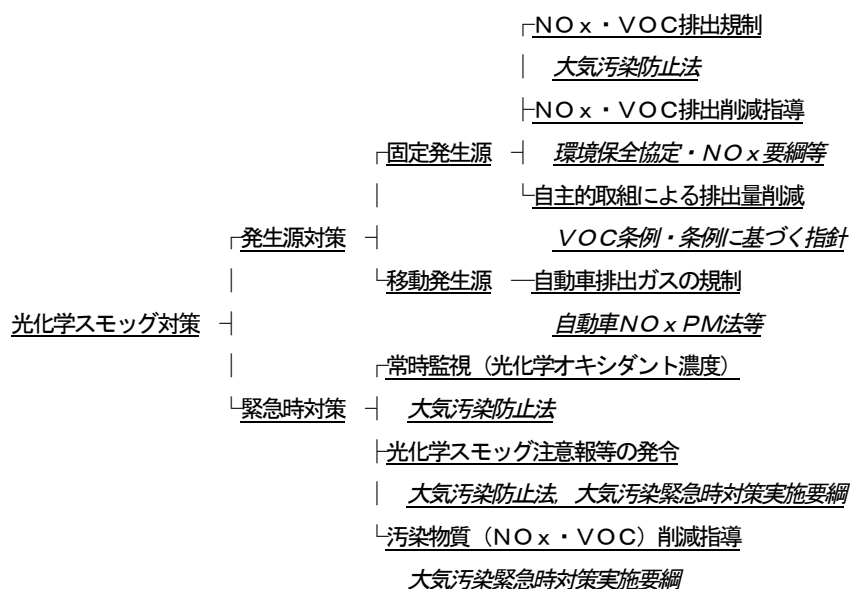 NOx・VOC排出規制
大気汚染防止法
NOx・VOC排出削減指導
固定発生源 環境保全協定・NOx要綱等
自主的取組による排出量削減
発生源対策 VOC条例・条例に基づく指針
移動発生源 自動車排出ガスの規制
光化学スモッグ対策 自動車NOxPM法等
常時監視(光化学オキシダント濃度)
緊急時対策 大気汚染防止法
光化学スモッグ注意報等の発令
大気汚染防止法,大気汚染緊急時対策実施要綱
汚染物質(NOx・VOC)削減指導
大気汚染緊急時対策実施要綱